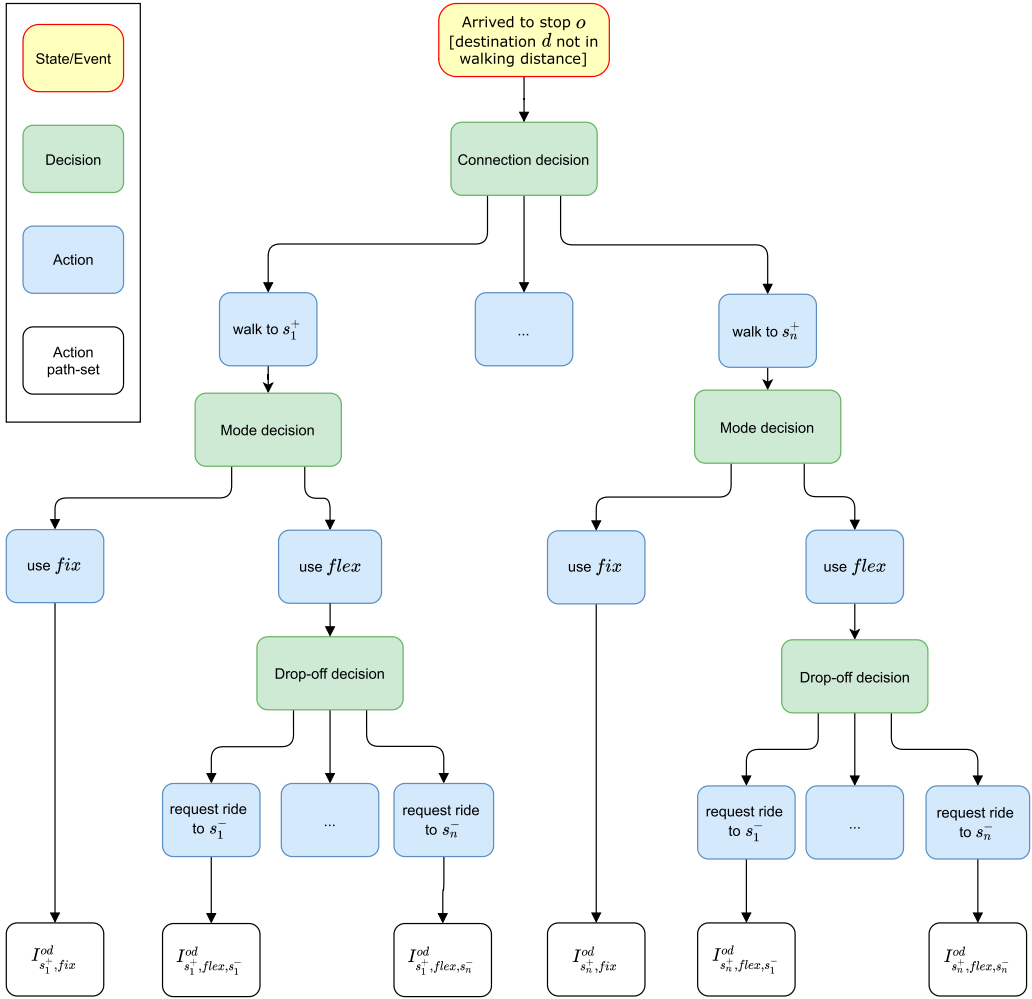 State/Event
Decision
Action
Action
path-set
Arrived to stop $o$
[destination $d$ not in
walking distance]
Connection decision
walk to $s_1^+$
...
walk to $s_n^+$
Mode decision
Mode decision
use $fix$
use $flex$
use $fix$
use $flex$
Drop-off decision
Drop-off decision
request ride
to $s_1^-$
...
request ride
to $s_n^-$
request ride
to $s_1^-$
...
request ride
to $s_n^-$
$I^{od}_{s_1^+,fix}$
$I^{od}_{s_1^+,flex,s_1^-}$
$I^{od}_{s_1^+,flex,s_n^-}$
$I^{od}_{s_n^+,fix}$
$I^{od}_{s_n^+,flex,s_1^-}$
$I^{od}_{s_n^+,flex,s_n^-}$